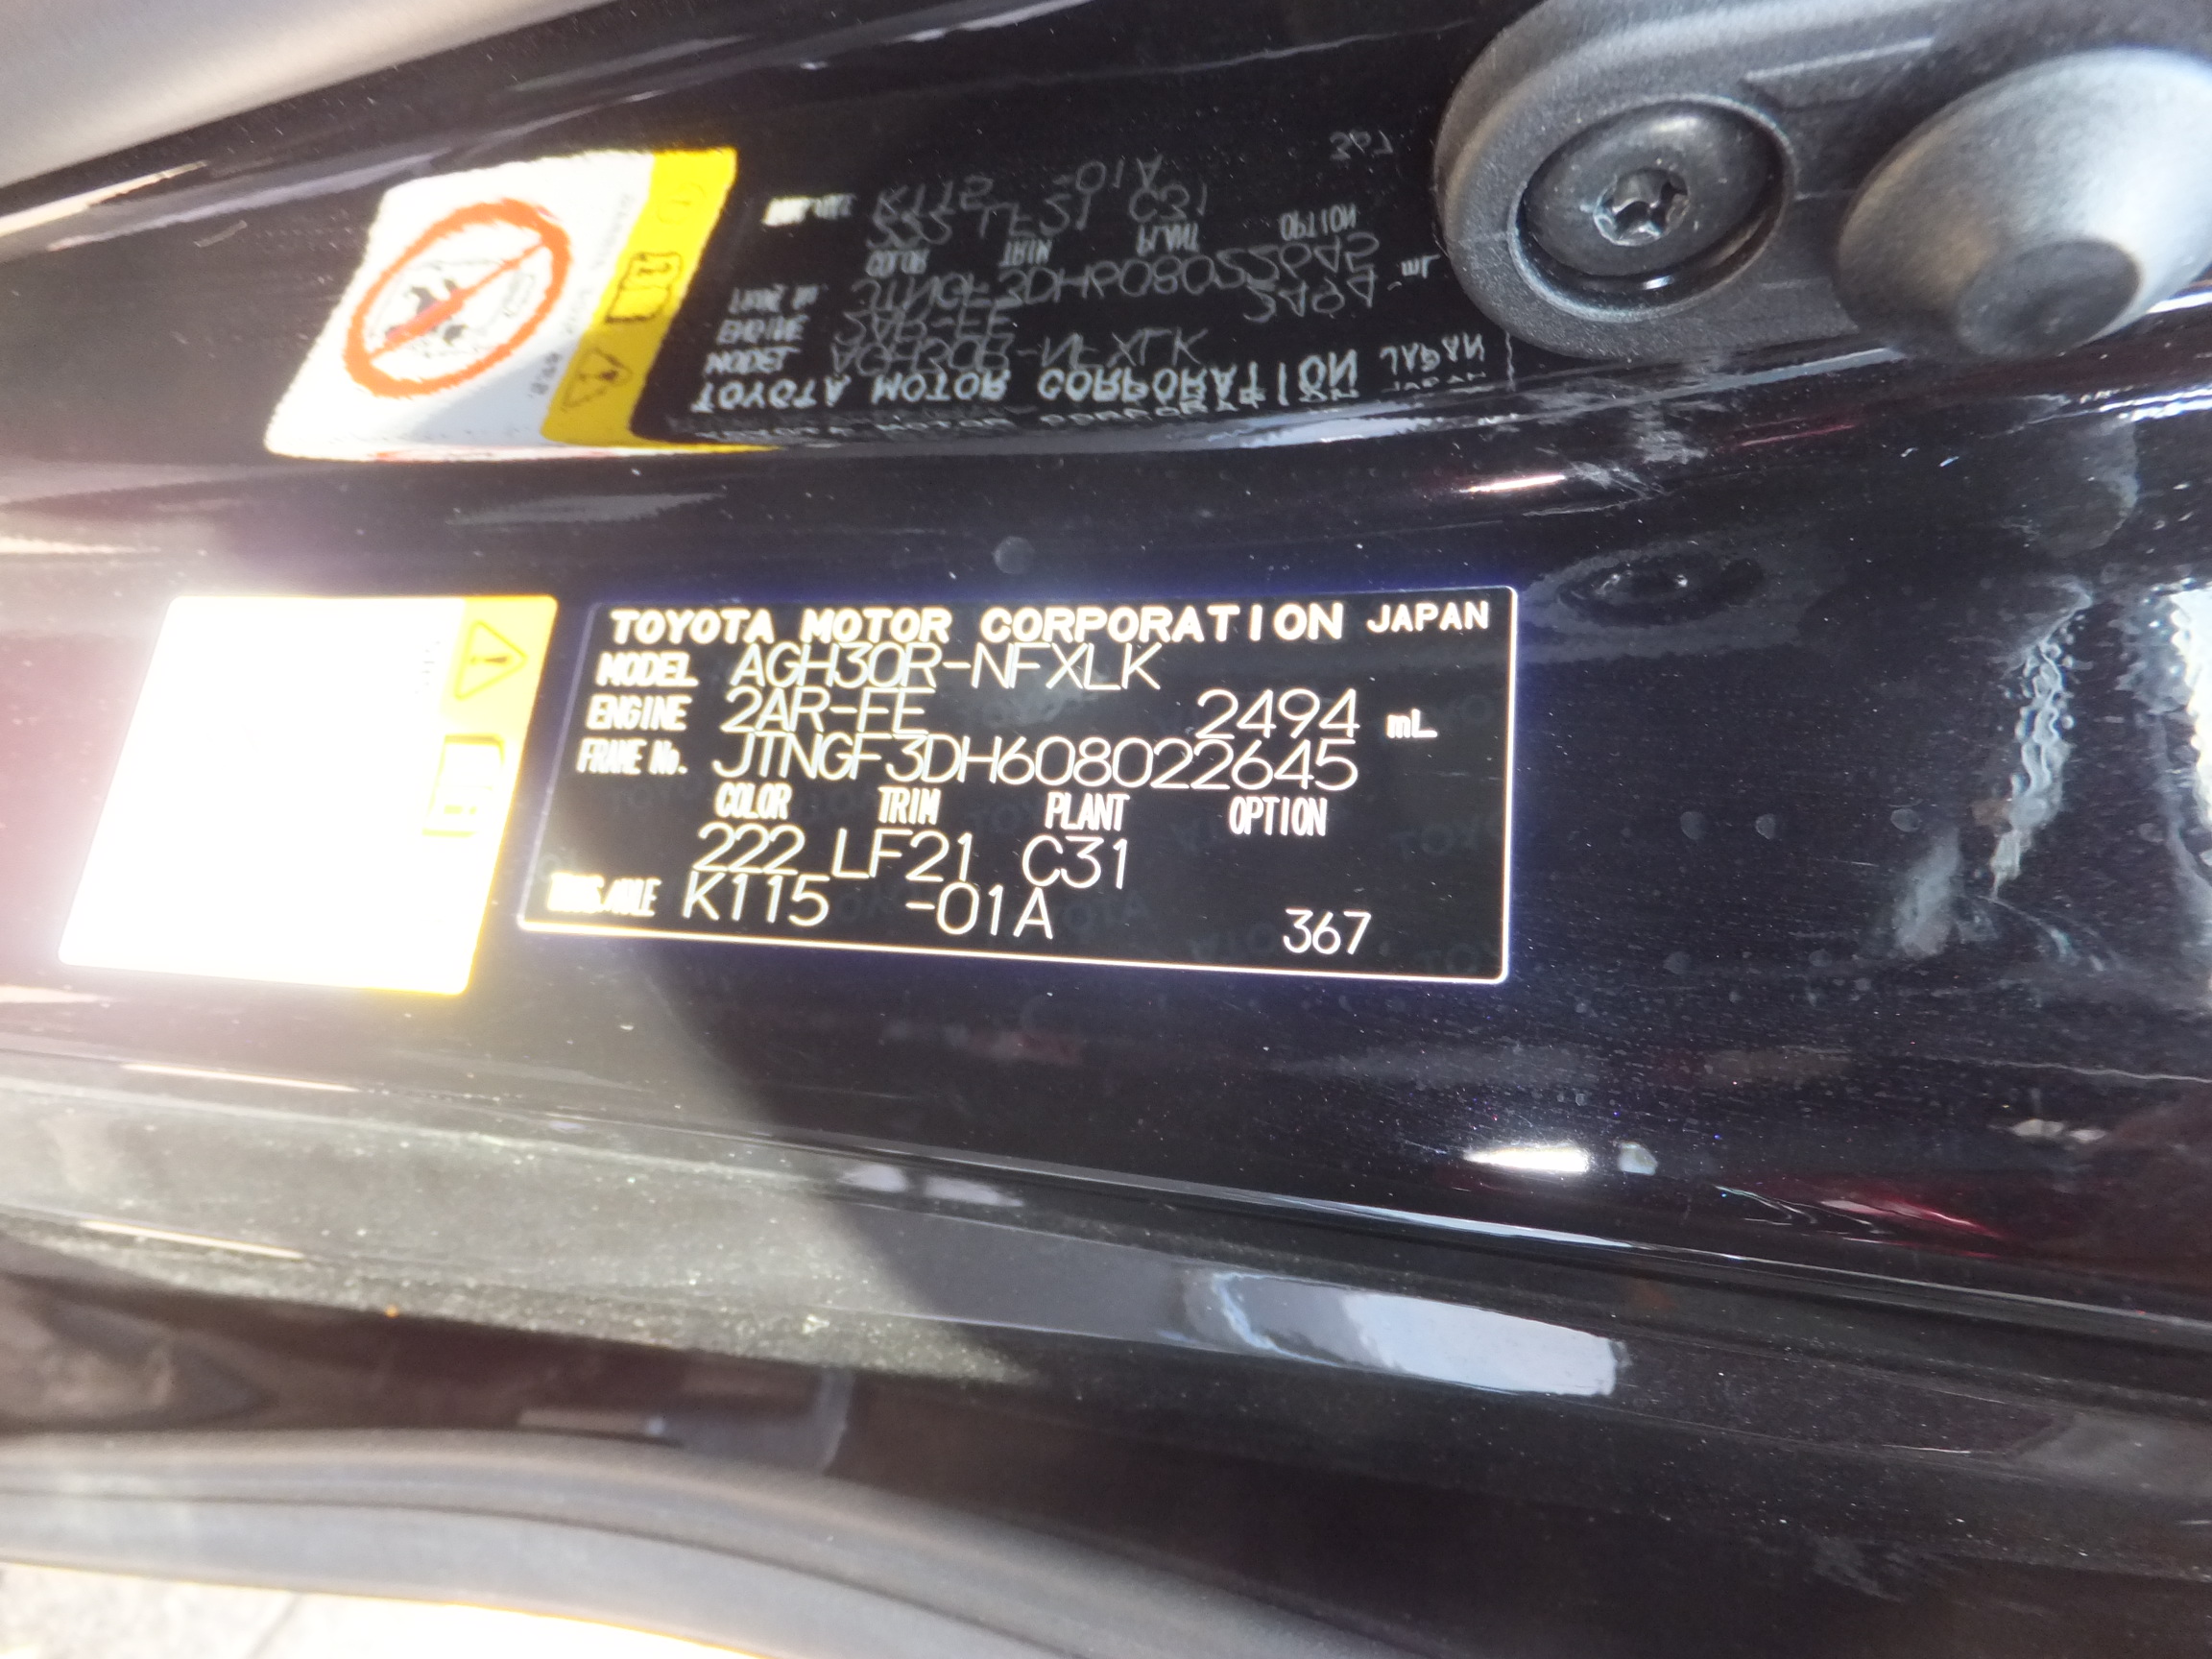 TOYOTA MOTOR CORPORATION JAPAN
MODEL AGH30R-NFXLK
ENGINE 2AR-FE 2494 mL
FRAME No. JTNGF3DH608022645
COLOR TRIM PLANT OPTION
222 LF21 C31
K115 -01A 367